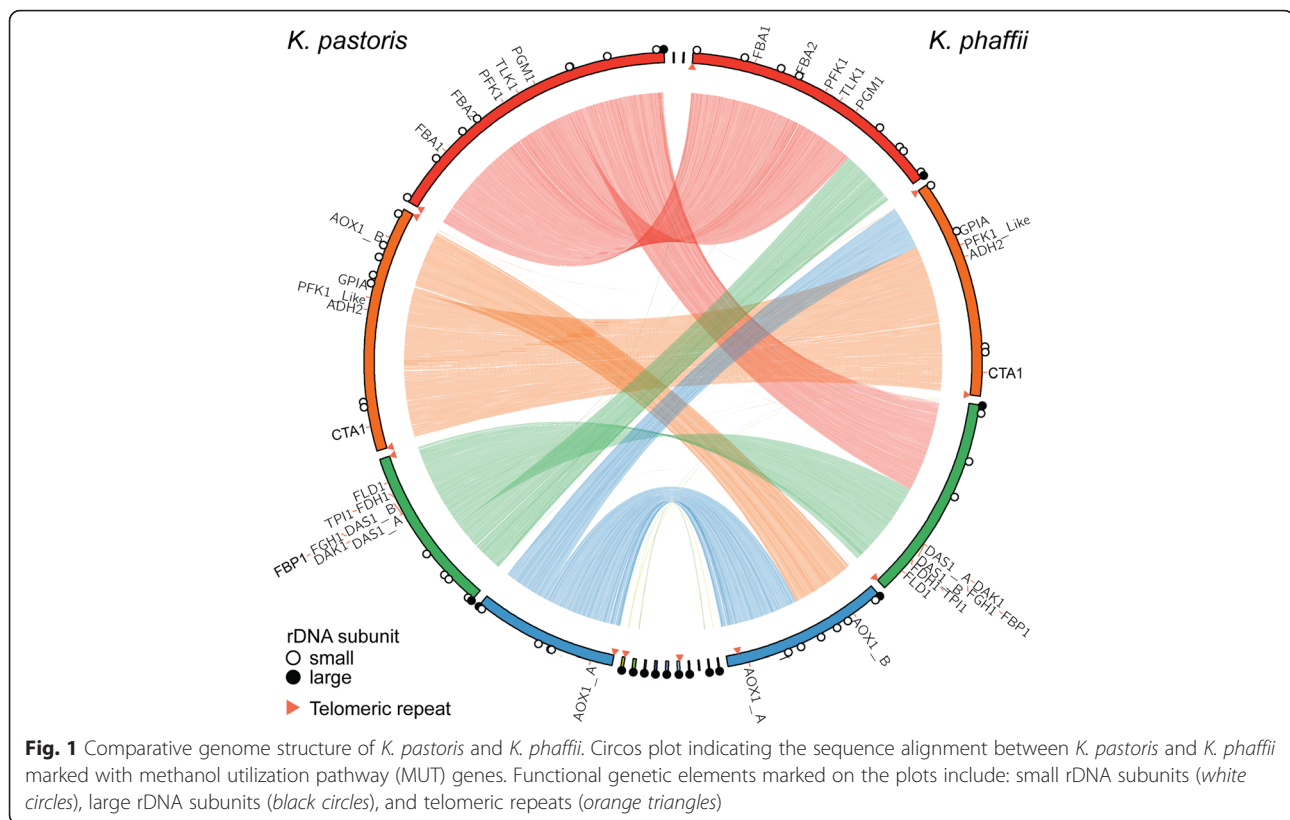 K. pastoris
K. phaffii
PGM1
TLK1
PFK1
FBA2
FBA1
FBA1
FBA2
PFK1
TLK1
PGM1
AOX1_B
GPIA
PFK1_Like
ADH2
CTA1
GPIA
PFK1_Like
ADH2
CTA1
FLD1
FDH1
TPI1
DAS1_B
FGH1
FBP1
DAS1_A
DAK1
DAS1_A
DAK1
DAS1_B
FGH1
FBP1
FDH1
TPI1
FLD1
AOX1_B
AOX1_A
AOX1_A
rDNA subunit
small
large
Telomeric repeat
Fig. 1 Comparative genome structure of K. pastoris and K. phaffii. Circos plot indicating the sequence alignment between K. pastoris and K. phaffii
marked with methanol utilization pathway (MUT) genes. Functional genetic elements marked on the plots include: small rDNA subunits (white
circles), large rDNA subunits (black circles), and telomeric repeats (orange triangles)